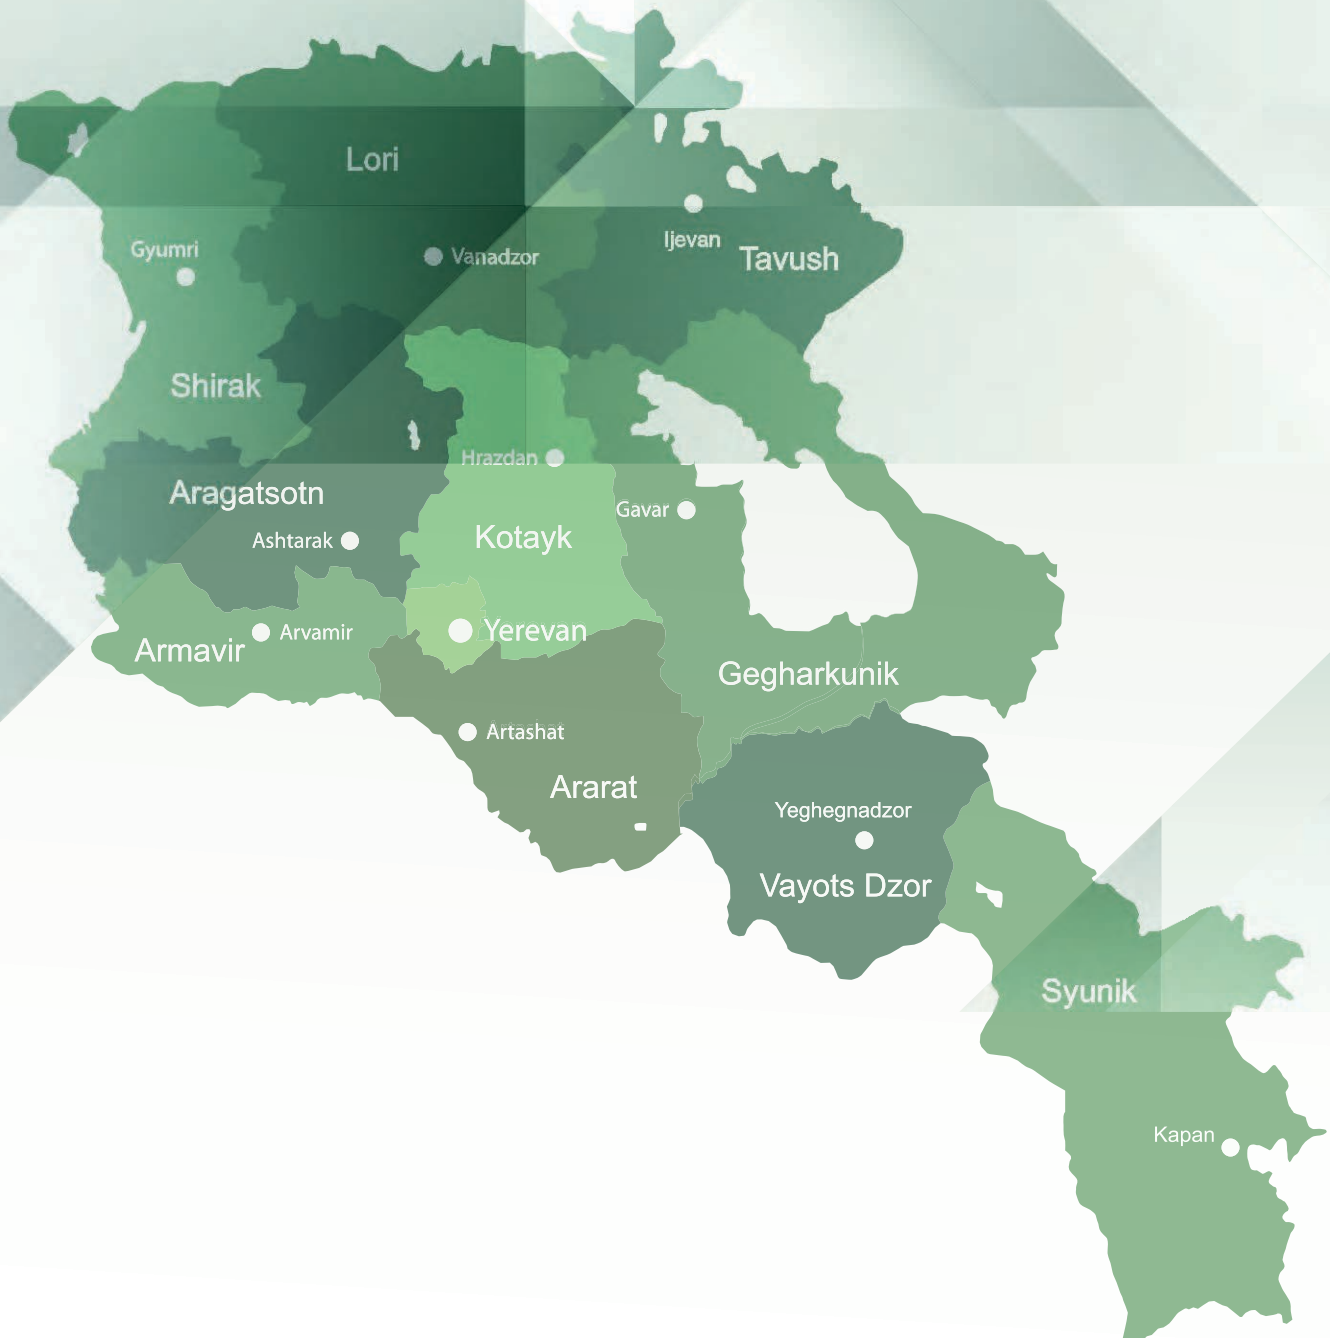 Lori
Gyumri
Vanadzor
Ijevan
Tavush
Shirak
Hrazdan
Aragatsotn
Gavar
Ashtarak
Kotayk
Armavir
Arvamir
Yerevan
Gegharkunik
Artashat
Ararat
Yeghegnadzor
Vayots Dzor
Syunik
Kapan